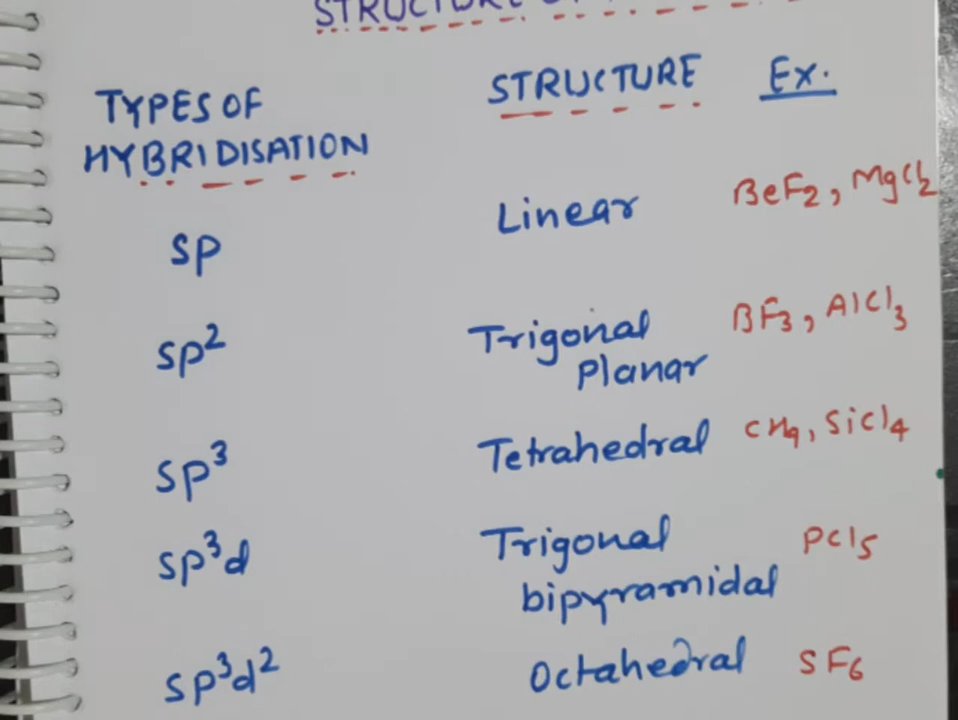 STRUCTURE
TYPES OF STRUCTURE Ex.
HYBRIDISATION
sp Linear BeF2, MgCl2
sp2 Trigonal BF3, AlCl3
Planar
sp3 Tetrahedral CH4, SiCl4
sp3d Trigonal PCl5
bipyramidal
sp3d2 Octahedral SF6